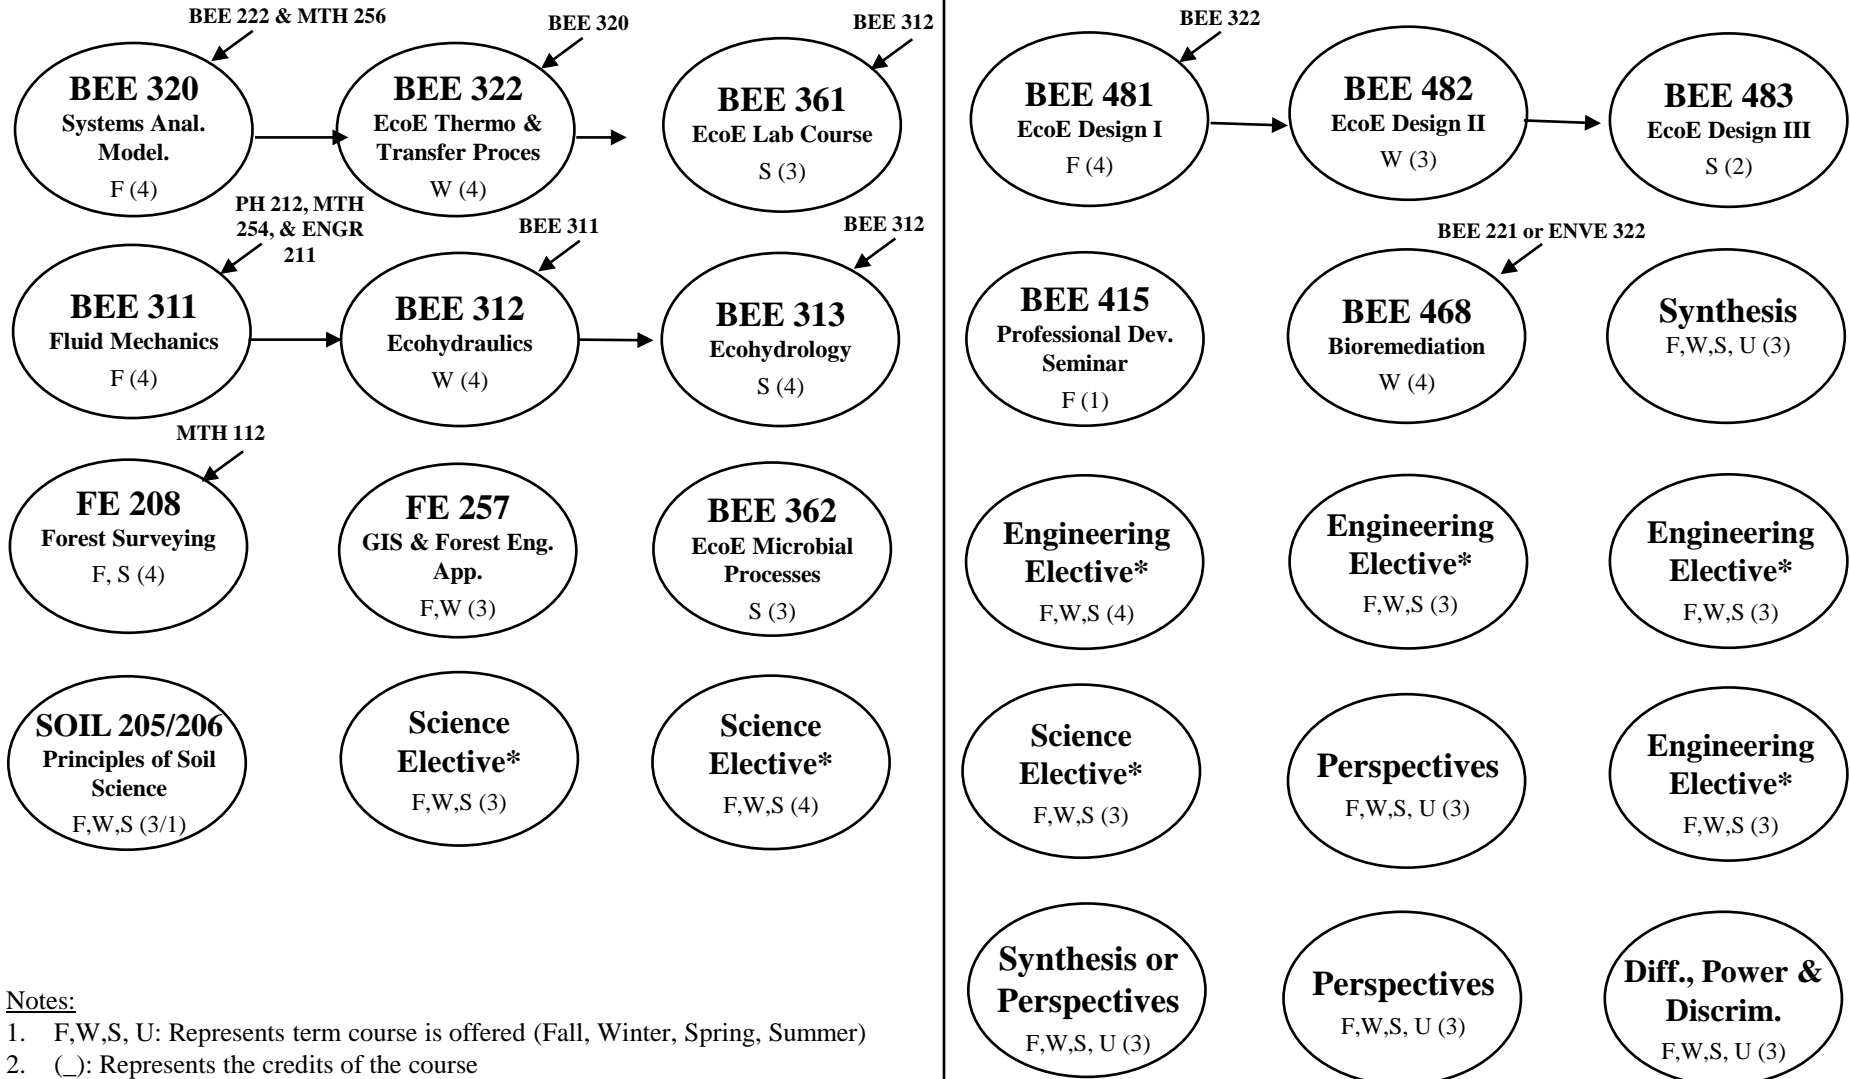 BEE 222 & MTH 256
BEE 320
Systems Anal.
Model.
F (4)
BEE 320
BEE 322
EcoE Thermo &
Transfer Proces
W (4)
BEE 312
BEE 361
EcoE Lab Course
S (3)
PH 212, MTH
254, & ENGR
211
BEE 311
Fluid Mechanics
F (4)
BEE 311
BEE 312
Ecohydraulics
W (4)
BEE 312
BEE 313
Ecohydrology
S (4)
MTH 112
FE 208
Forest Surveying
F, S (4)
FE 257
GIS & Forest Eng.
App.
F,W (3)
BEE 362
EcoE Microbial
Processes
S (3)
SOIL 205/206
Principles of Soil
Science
F,W,S (3/1)
Science
Elective*
F,W,S (3)
Science
Elective*
F,W,S (4)
Notes:
1. F,W,S, U: Represents term course is offered (Fall, Winter, Spring, Summer)
2. (_): Represents the credits of the course
BEE 322
BEE 481
EcoE Design I
F (4)
BEE 482
EcoE Design II
W (3)
BEE 483
EcoE Design III
S (2)
BEE 415
Professional Dev.
Seminar
F (1)
BEE 221 or ENVE 322
BEE 468
Bioremediation
W (4)
Synthesis
F,W,S, U (3)
Engineering
Elective*
F,W,S (4)
Engineering
Elective*
F,W,S (3)
Engineering
Elective*
F,W,S (3)
Science
Elective*
F,W,S (3)
Perspectives
F,W,S, U (3)
Engineering
Elective*
F,W,S (3)
Synthesis or
Perspectives
F,W,S, U (3)
Perspectives
F,W,S, U (3)
Diff., Power &
Discrim.
F,W,S, U (3)